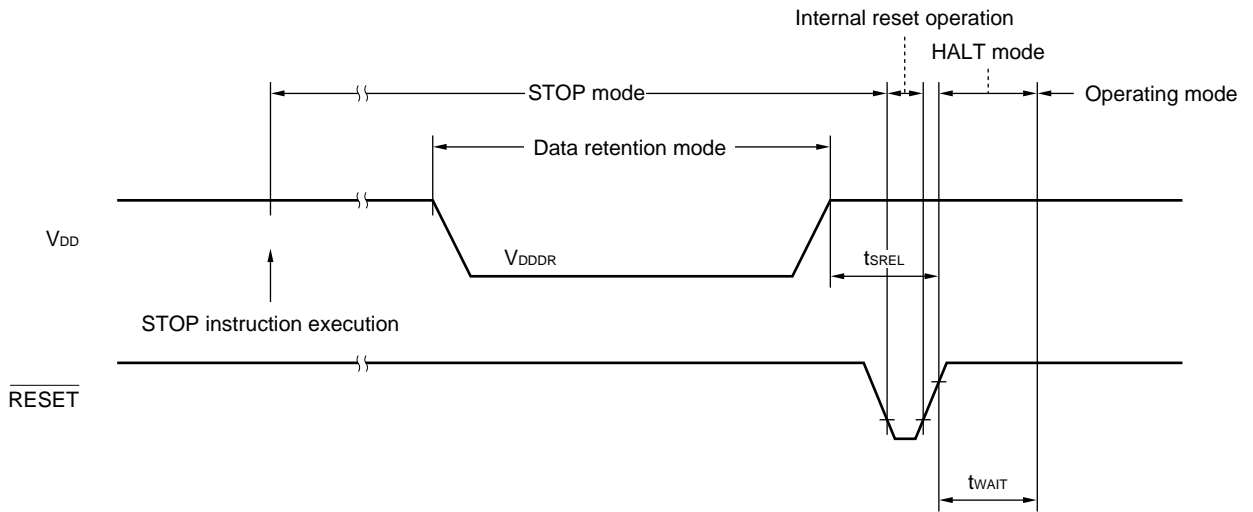 Internal reset operation
HALT mode
STOP mode
Operating mode
Data retention mode
VDD
VDDDR
tSREL
STOP instruction execution
RESET
tWAIT